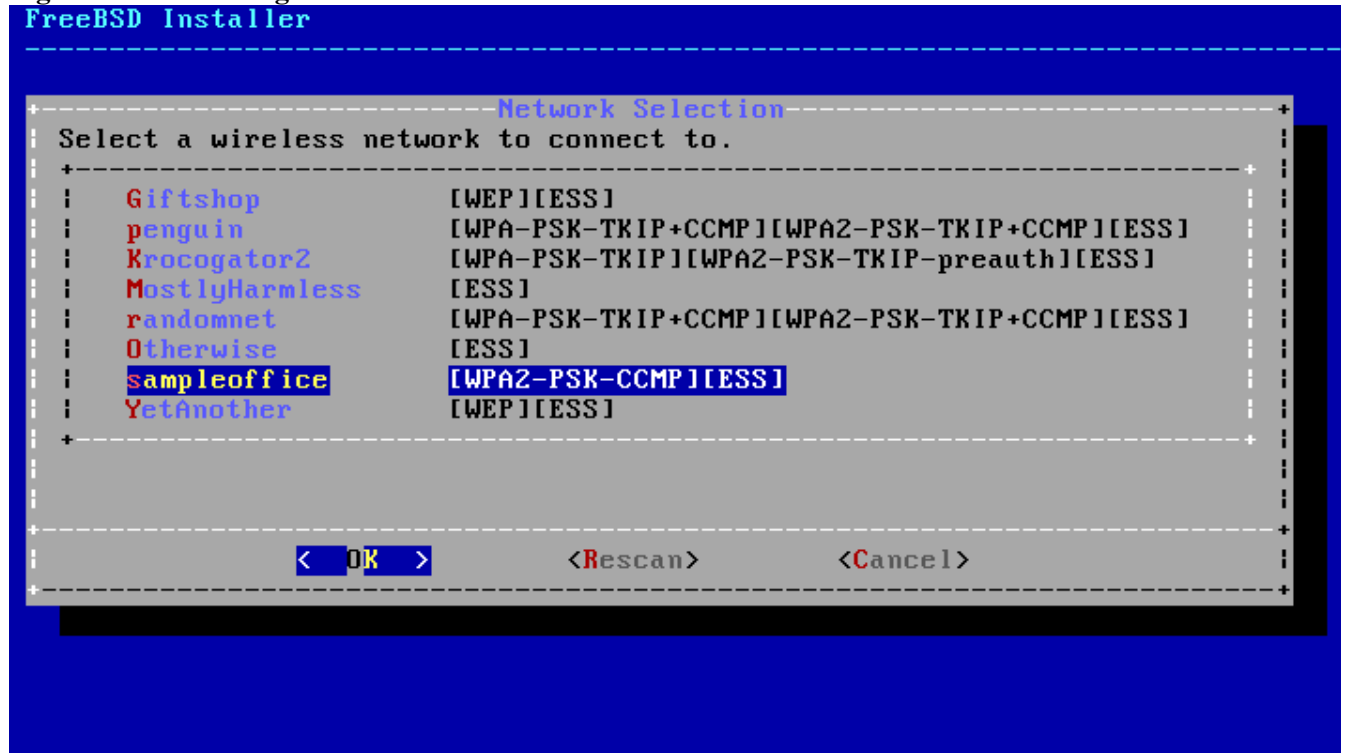 FreeBSD Installer
Network Selection
Select a wireless network to connect to.
Giftshop [WEP][ESS]
penguin [WPA-PSK-TKIP+CCMP][WPA2-PSK-TKIP+CCMP][ESS]
Krocogator2 [WPA-PSK-TKIP][WPA2-PSK-TKIP-preauth][ESS]
MostlyHarmless [ESS]
randomnet [WPA-PSK-TKIP+CCMP][WPA2-PSK-TKIP+CCMP][ESS]
Otherwise [ESS]
sampleoffice [WPA2-PSK-CCMP][ESS]
YetAnother [WEP][ESS]
< OK > <Rescan> <Cancel>